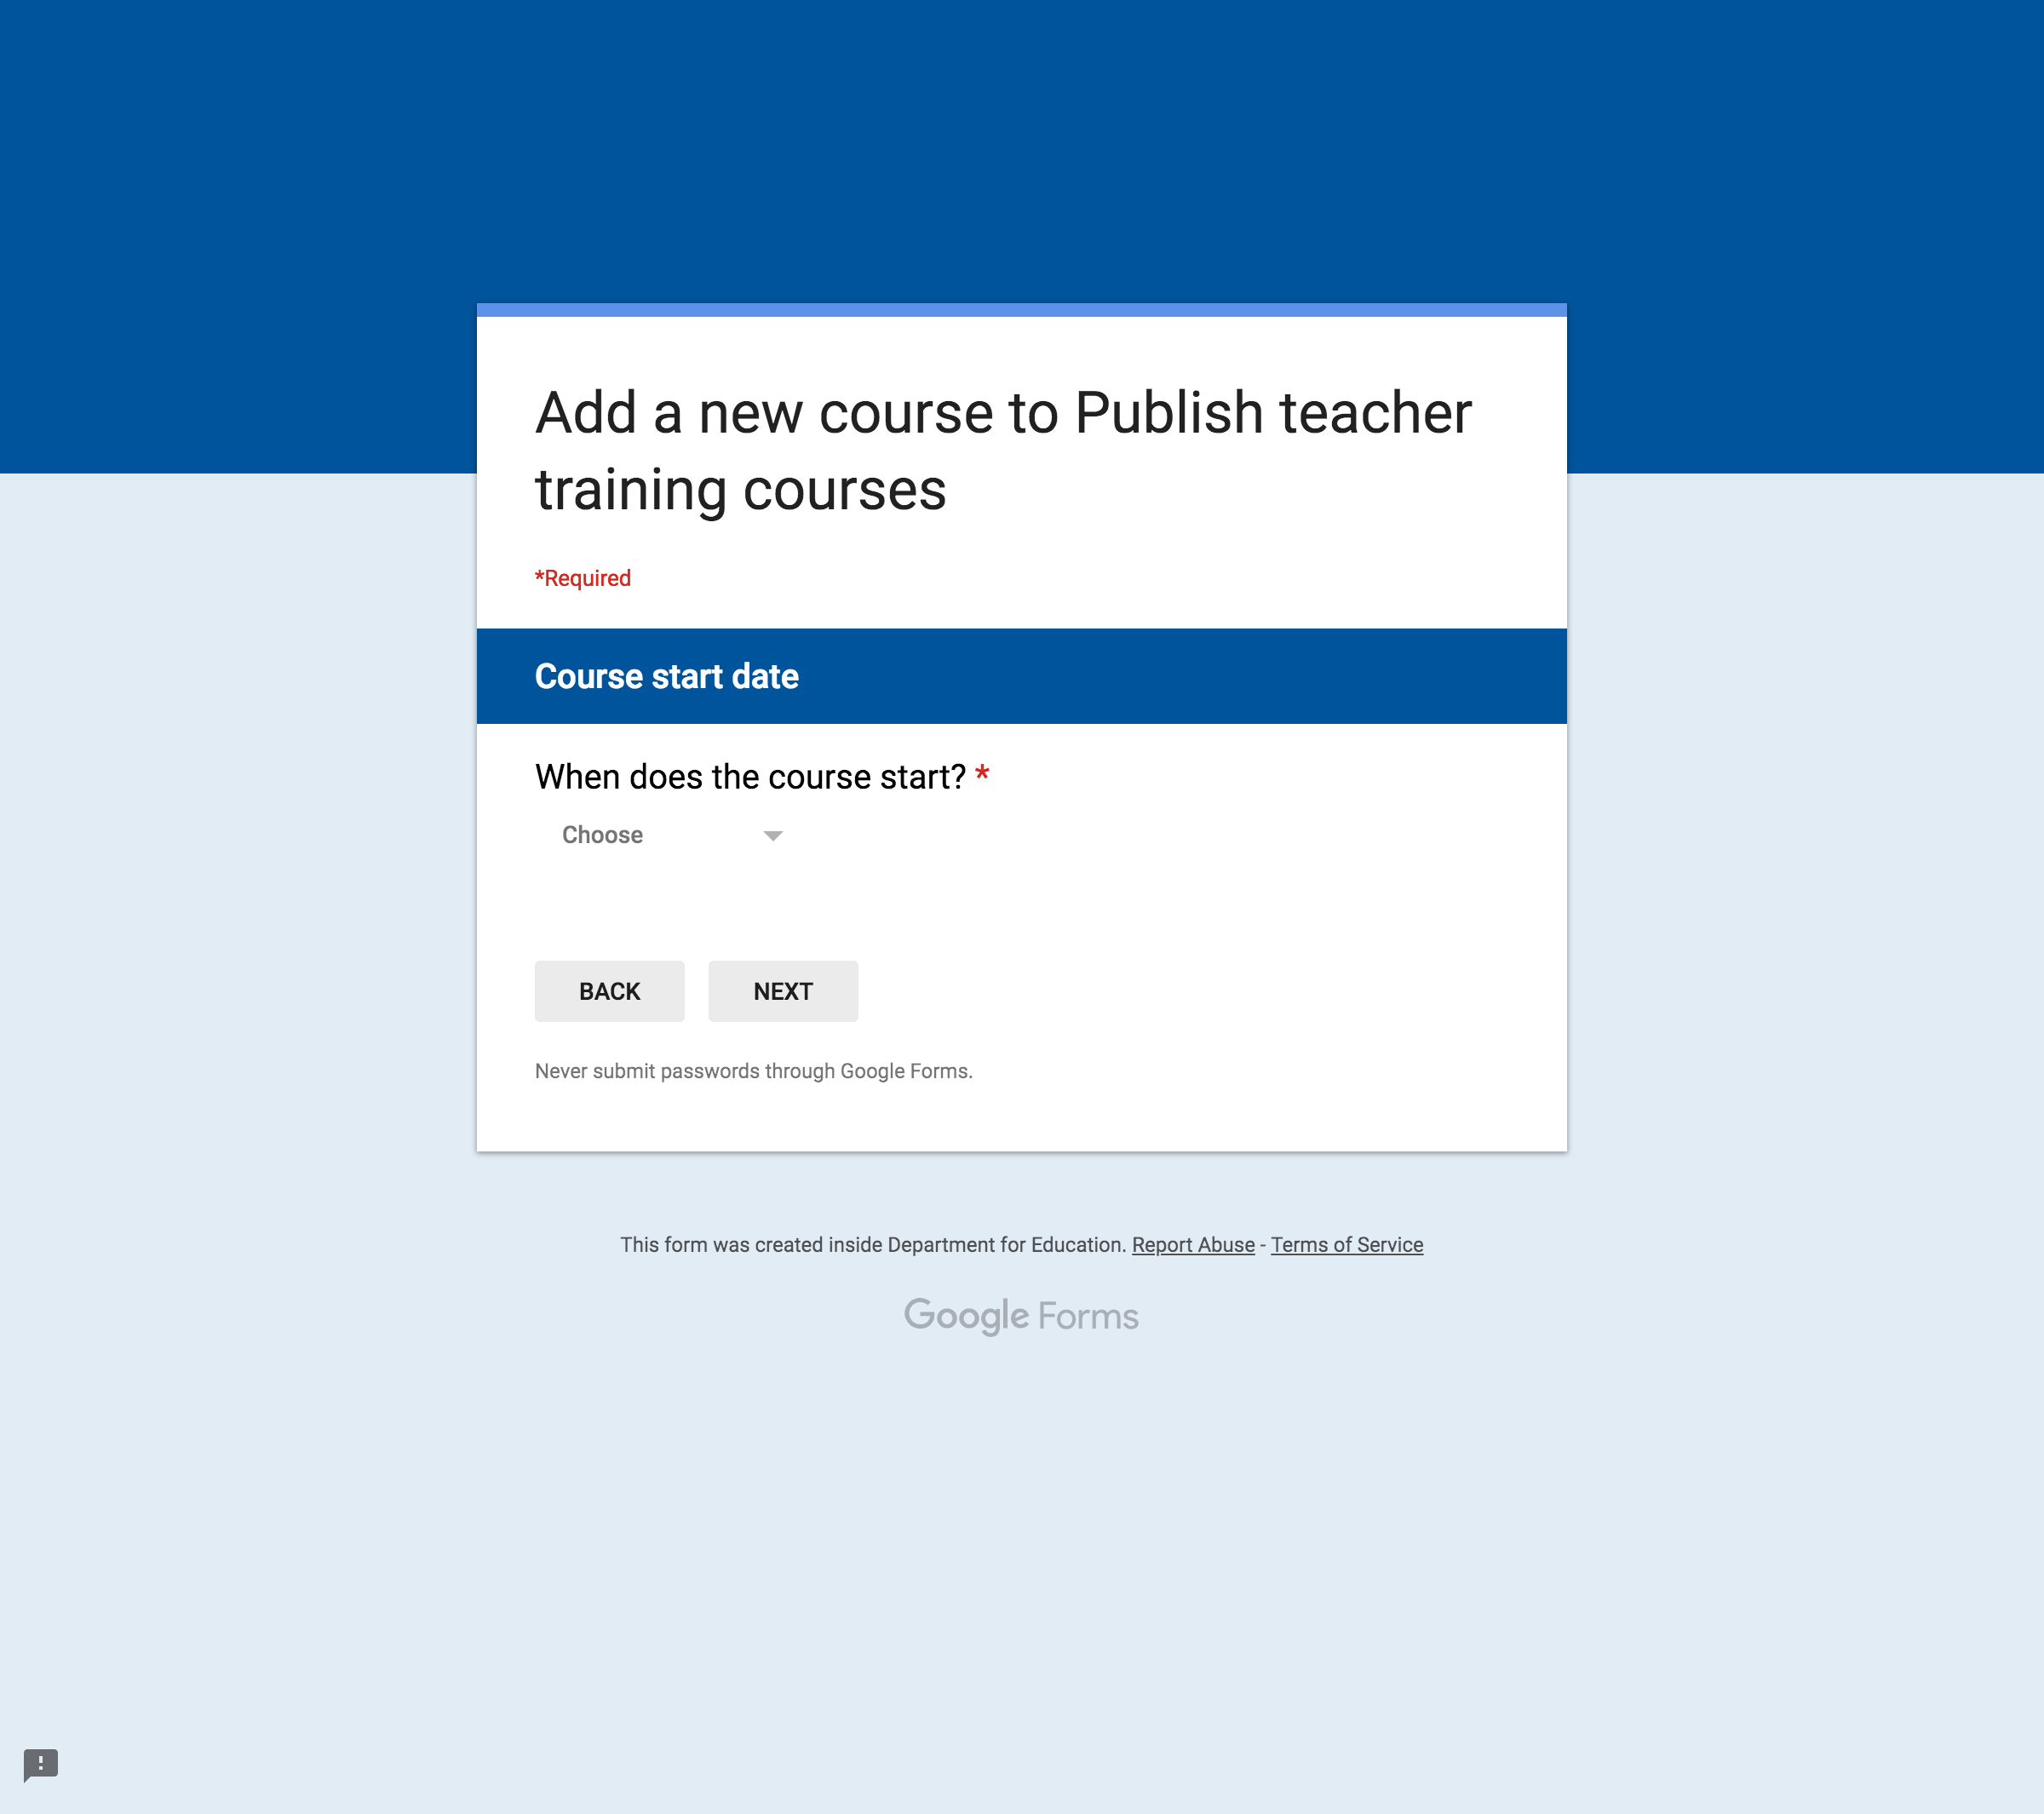 Add a new course to Publish teacher
training courses
*Required
Course start date
When does the course start? *
Choose
BACK NEXT
Never submit passwords through Google Forms.
This form was created inside Department for Education. Report Abuse - Terms of Service
Google Forms